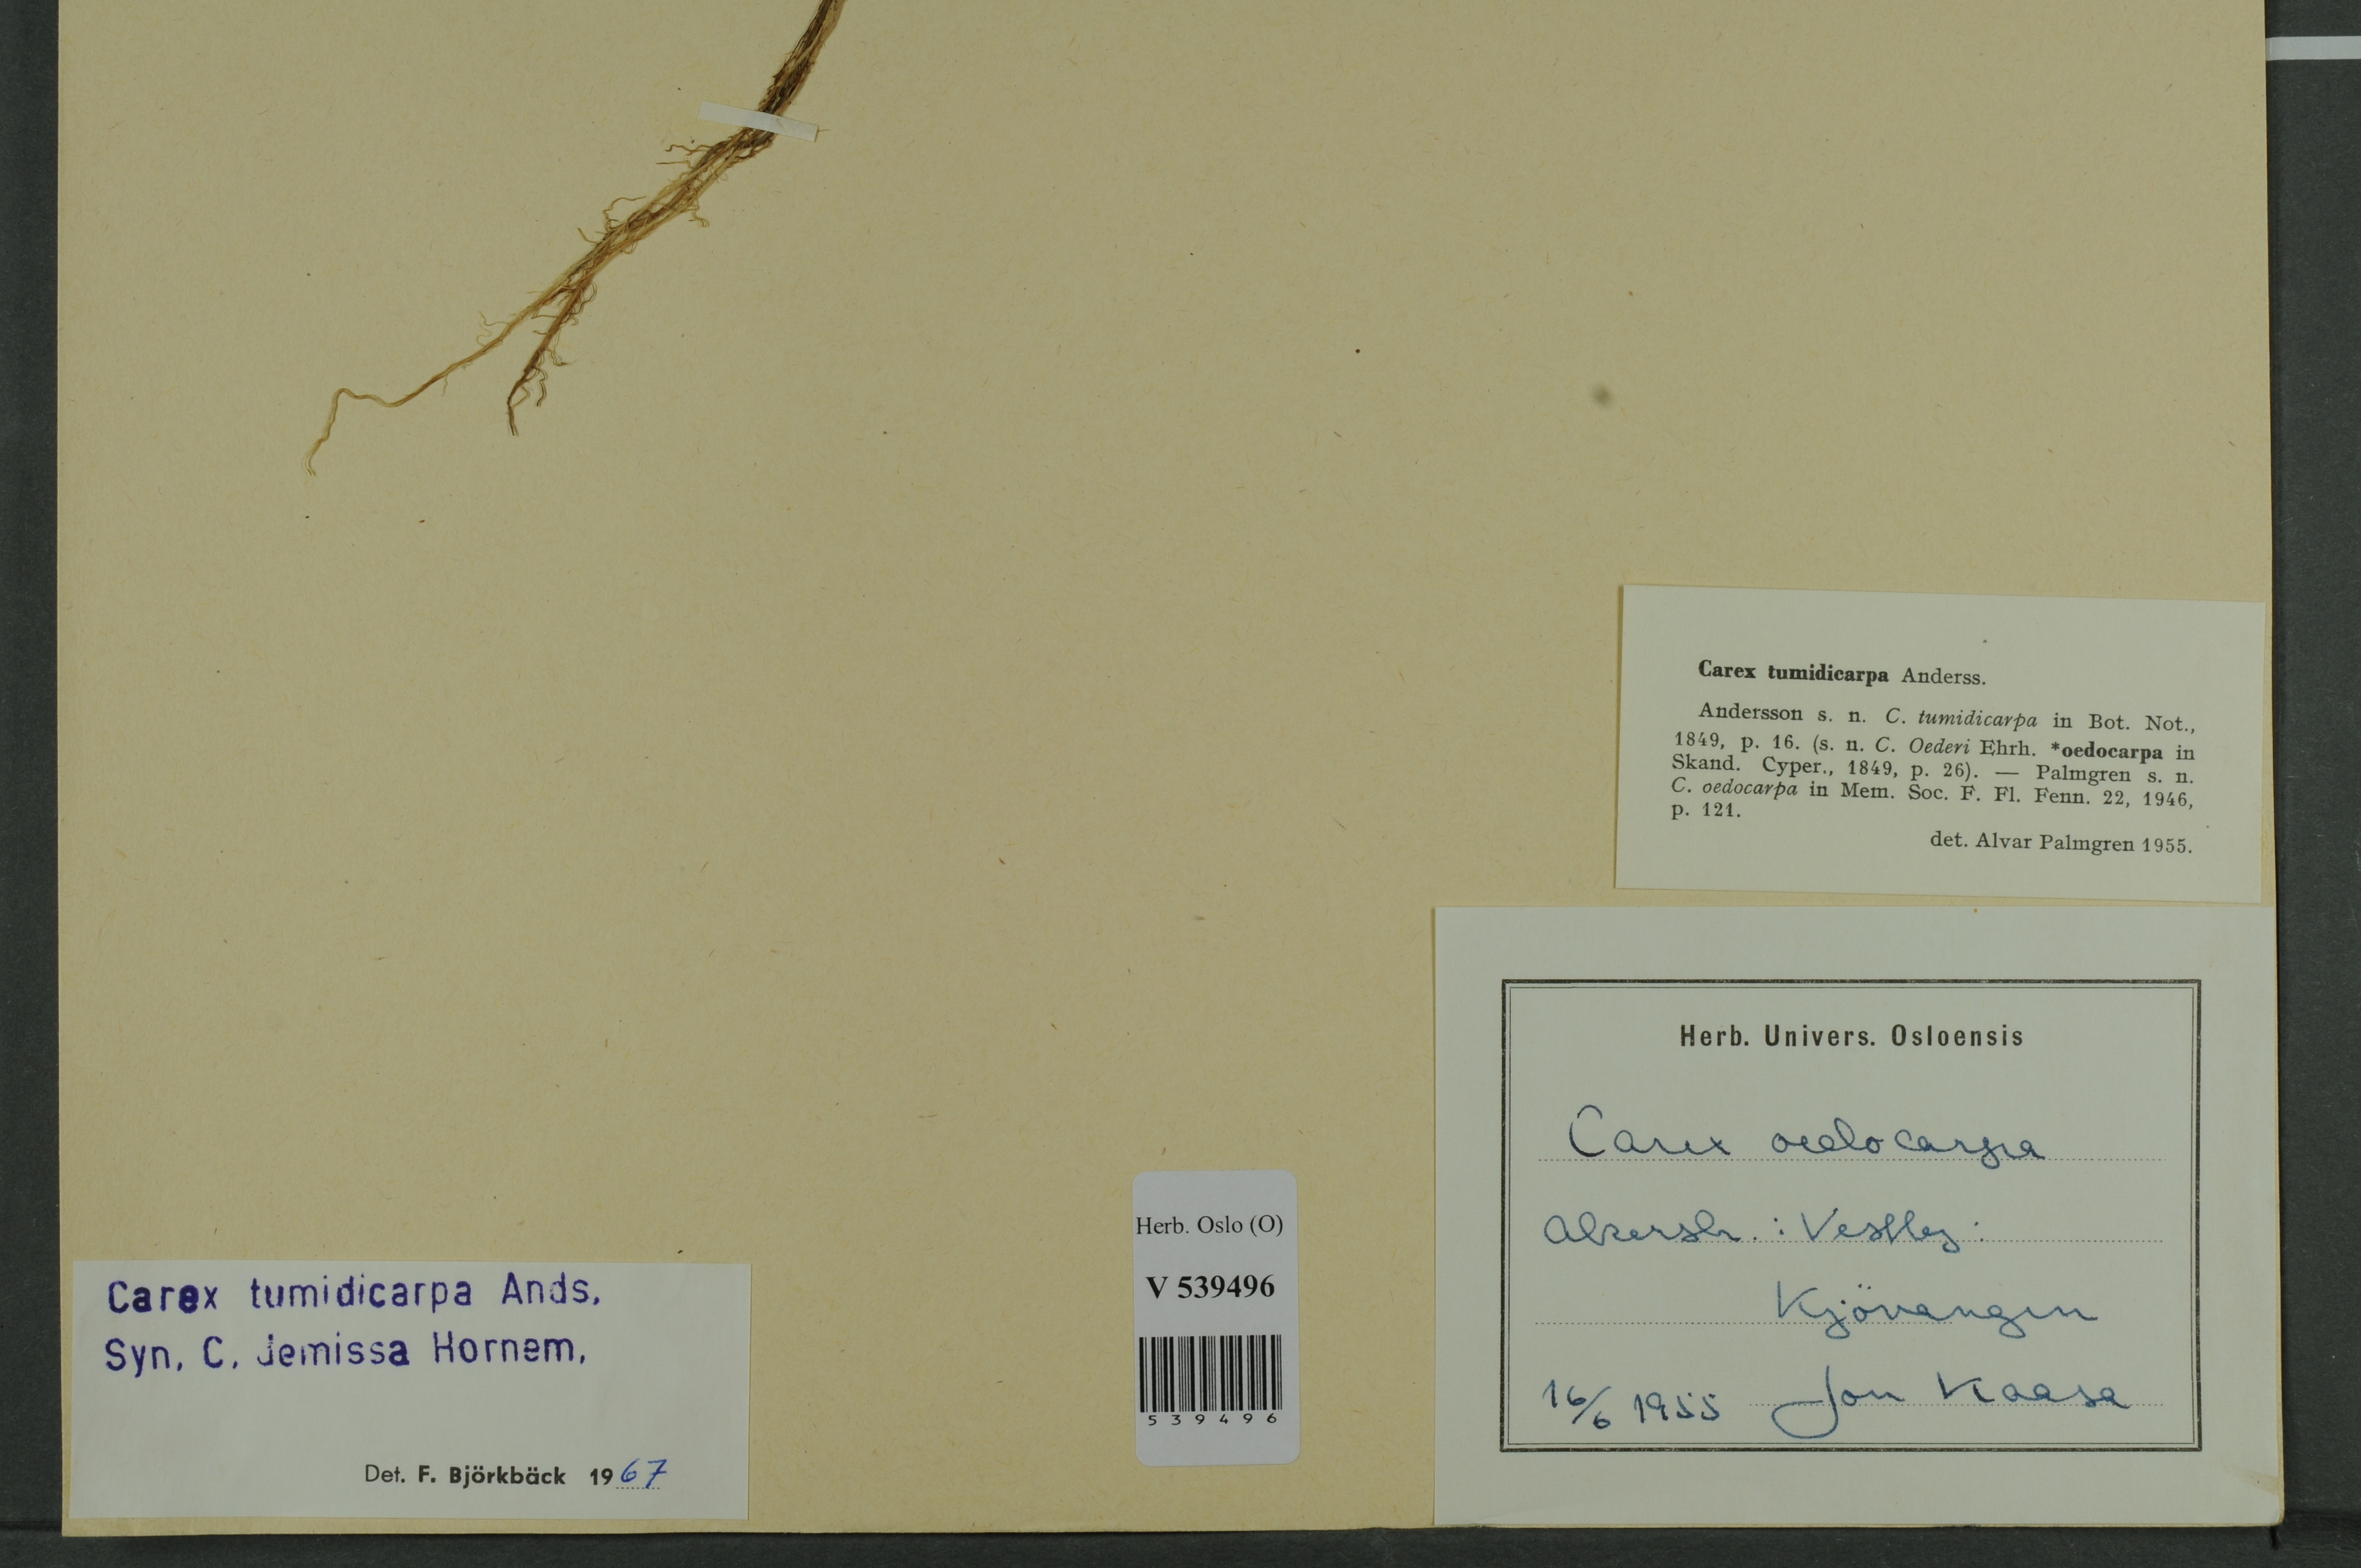 Carex tumidicarpa Anderss.
Andersson s. n. C. tumidicarpa in Bot. Not.,
1849, p. 16. (s. n. C. Oederi Ehrh. *oedocarpa in
Skand. Cyper., 1849, p. 26). — Palmgren s. n.
C. oedocarpa in Mem. Soc. F. Fl. Fenn. 22, 1946,
p. 121.
det. Alvar Palmgren 1955.
Herb. Univers. Osloensis
Carex oedocarpa
Akersh.: Vestby:
Kjövangen
16/6 1955 Jon Kaasa
Herb. Oslo (O)
V 539496
539496
Carex tumidicarpa Ands.
Syn. C. demissa Hornem.
Det. F. Björkbäck 1967